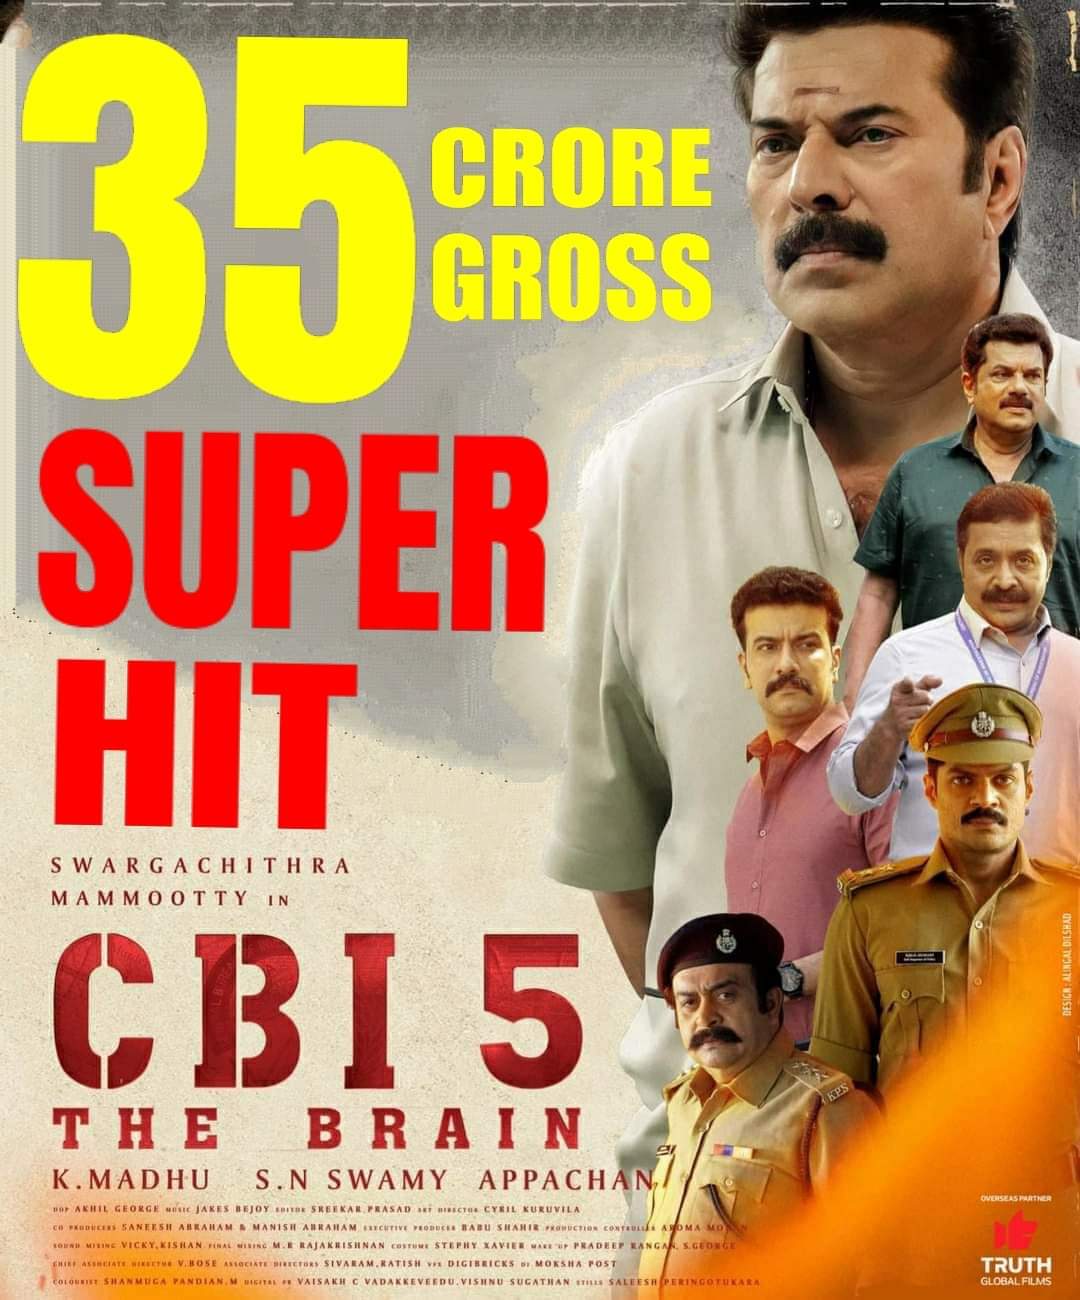 35
CRORE
GROSS
SUPER
HIT
SWARGACHITHRA
MAMMOOTTY IN
CBI 5
THE BRAIN
K.MADHU S.N SWAMY APPACHAN
DOP AKHIL GEORGE MUSIC JAKES BEJOY EDITOR SREEKAR.PRASAD ART DIRECTOR CYRIL KURUVILA
CO PRODUCERS SANEESH ABRAHAM & MANISH ABRAHAM EXECUTIVE PRODUCER BABU SHAHIR PRODUCTION CONTROLLER AROMA
SOUND MIXING VICKY,KISHAN FINAL MIXING M.R RAJAKRISHNAN COSTUME STEPHY XAVIER MAKE UP PRADEEP RANGAN, S.GEORGE
CHIEF ASSOCIATE DIRECTOR V.BOSE ASSOCIATE DIRECTORS SIVARAM,RATISH VFX DIGIBRICKS DI MOKSHA POST
COLOURIST SHANMUGA PANDIAN.M DIGITAL PR VAISAKH C VADAKKEVEEDU.VISHNU SUGATHAN STILLS SALEESH PERINGOTUKARA
DESIGN : ALINGAL DILSHAD
KPS
OVERSEAS PARTNER
TRUTH
GLOBAL FILMS